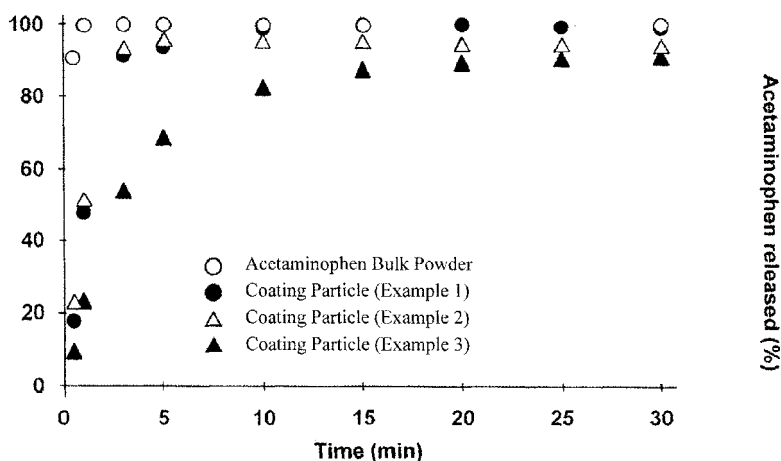 100
80
60
40
20
0
Acetaminophen Bulk Powder
Coating Particle (Example 1)
Coating Particle (Example 2)
Coating Particle (Example 3)
0 5 10 15 20 25 30
Time (min)
Acetaminophen released (%)